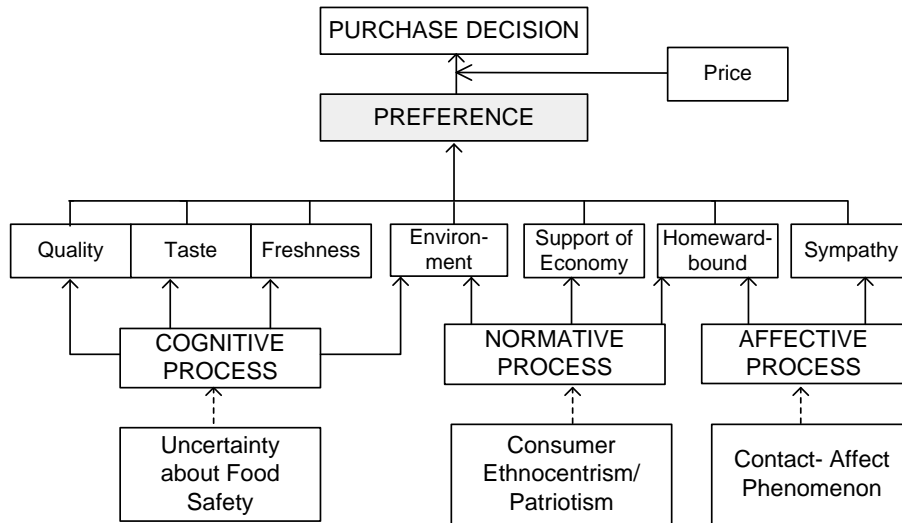 PURCHASE DECISION
Price
PREFERENCE
Quality
Taste
Freshness
Environ-
ment
Support of
Economy
Homeward-
bound
Sympathy
COGNITIVE
PROCESS
NORMATIVE
PROCESS
AFFECTIVE
PROCESS
Uncertainty
about Food
Safety
Consumer
Ethnocentrism/
Patriotism
Contact- Affect
Phenomenon